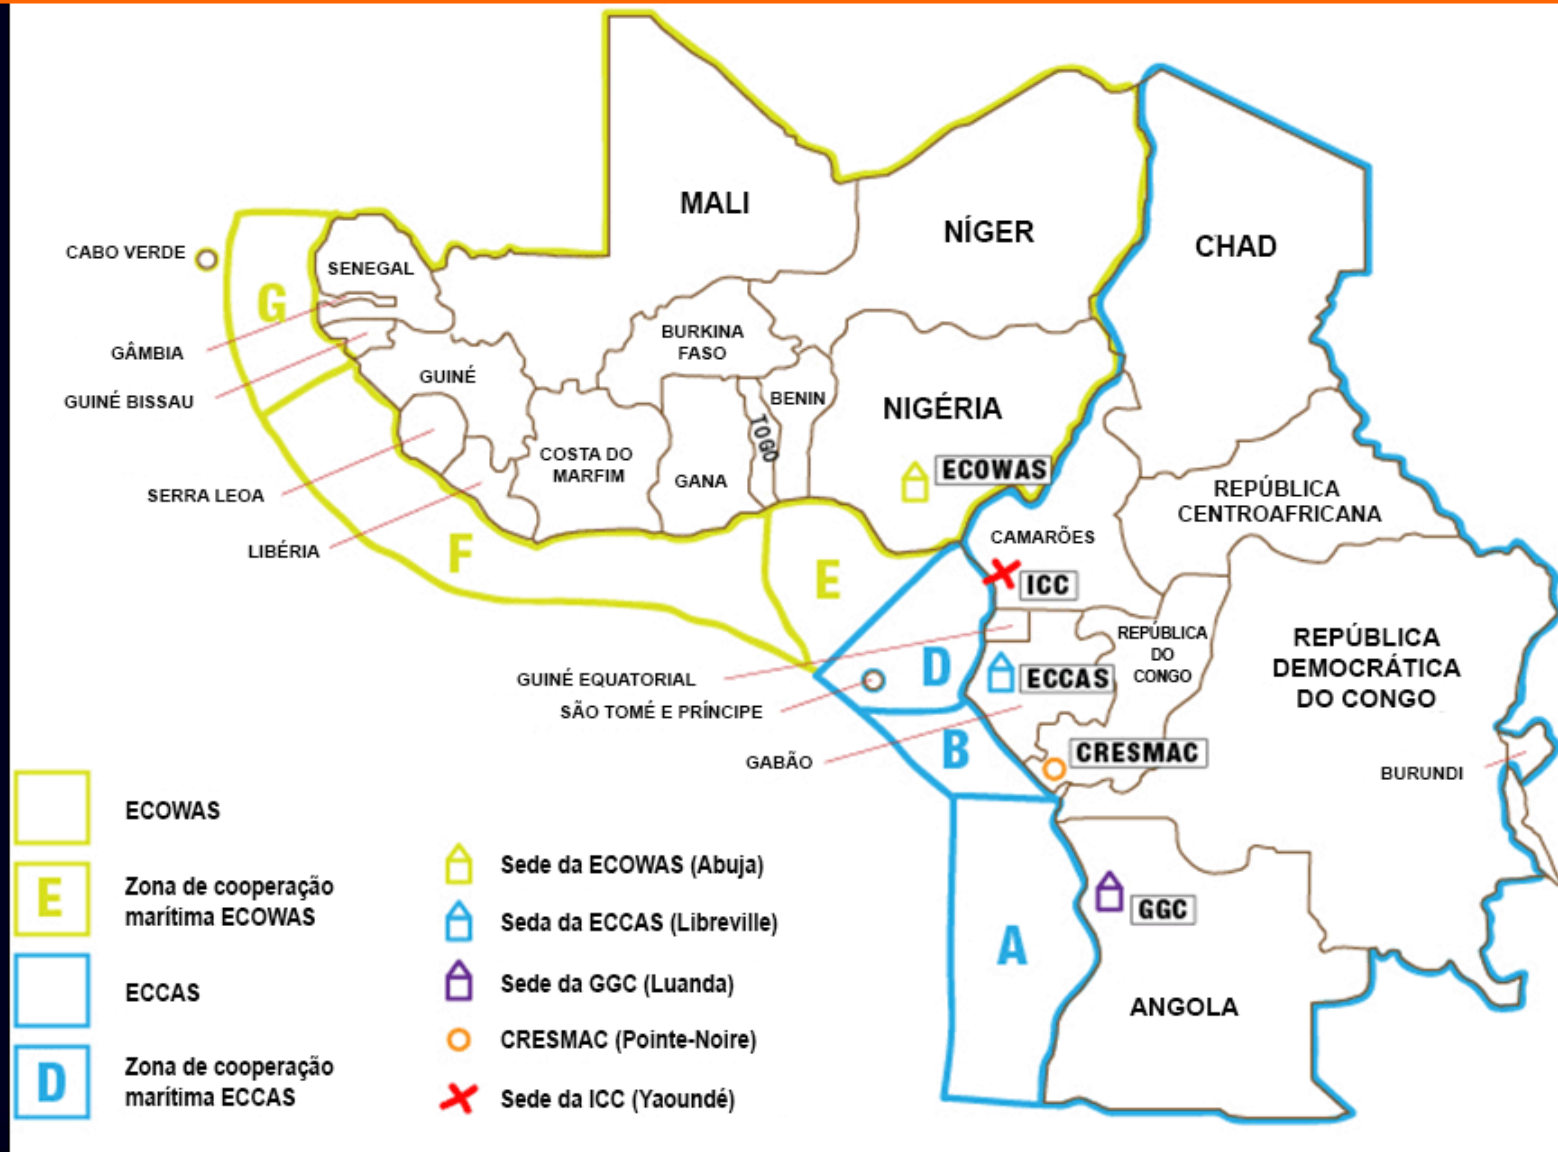 MALI
NÍGER
CHAD
CABO VERDE
SENEGAL
G
GÂMBIA
GUINÉ BISSAU
GUINÉ
BURKINA
FASO
BENIN
TOGO
NIGÉRIA
ECOWAS
COSTA DO
MARFIM
GANA
SERRA LEOA
LIBÉRIA
F
E
REPÚBLICA
CENTROAFRICANA
CAMARÕES
ICC
REPÚBLICA
DO
CONGO
REPÚBLICA
DEMOCRÁTICA
DO CONGO
GUINÉ EQUATORIAL
D
ECCAS
SÃO TOMÉ E PRÍNCIPE
GABÃO
B
CRESMAC
BURUNDI
A
GGC
ANGOLA
ECOWAS
E
Zona de cooperação
marítima ECOWAS
ECCAS
D
Zona de cooperação
marítima ECCAS
Sede da ECOWAS (Abuja)
Seda da ECCAS (Libreville)
Sede da GGC (Luanda)
CRESMAC (Pointe-Noire)
Sede da ICC (Yaoundé)